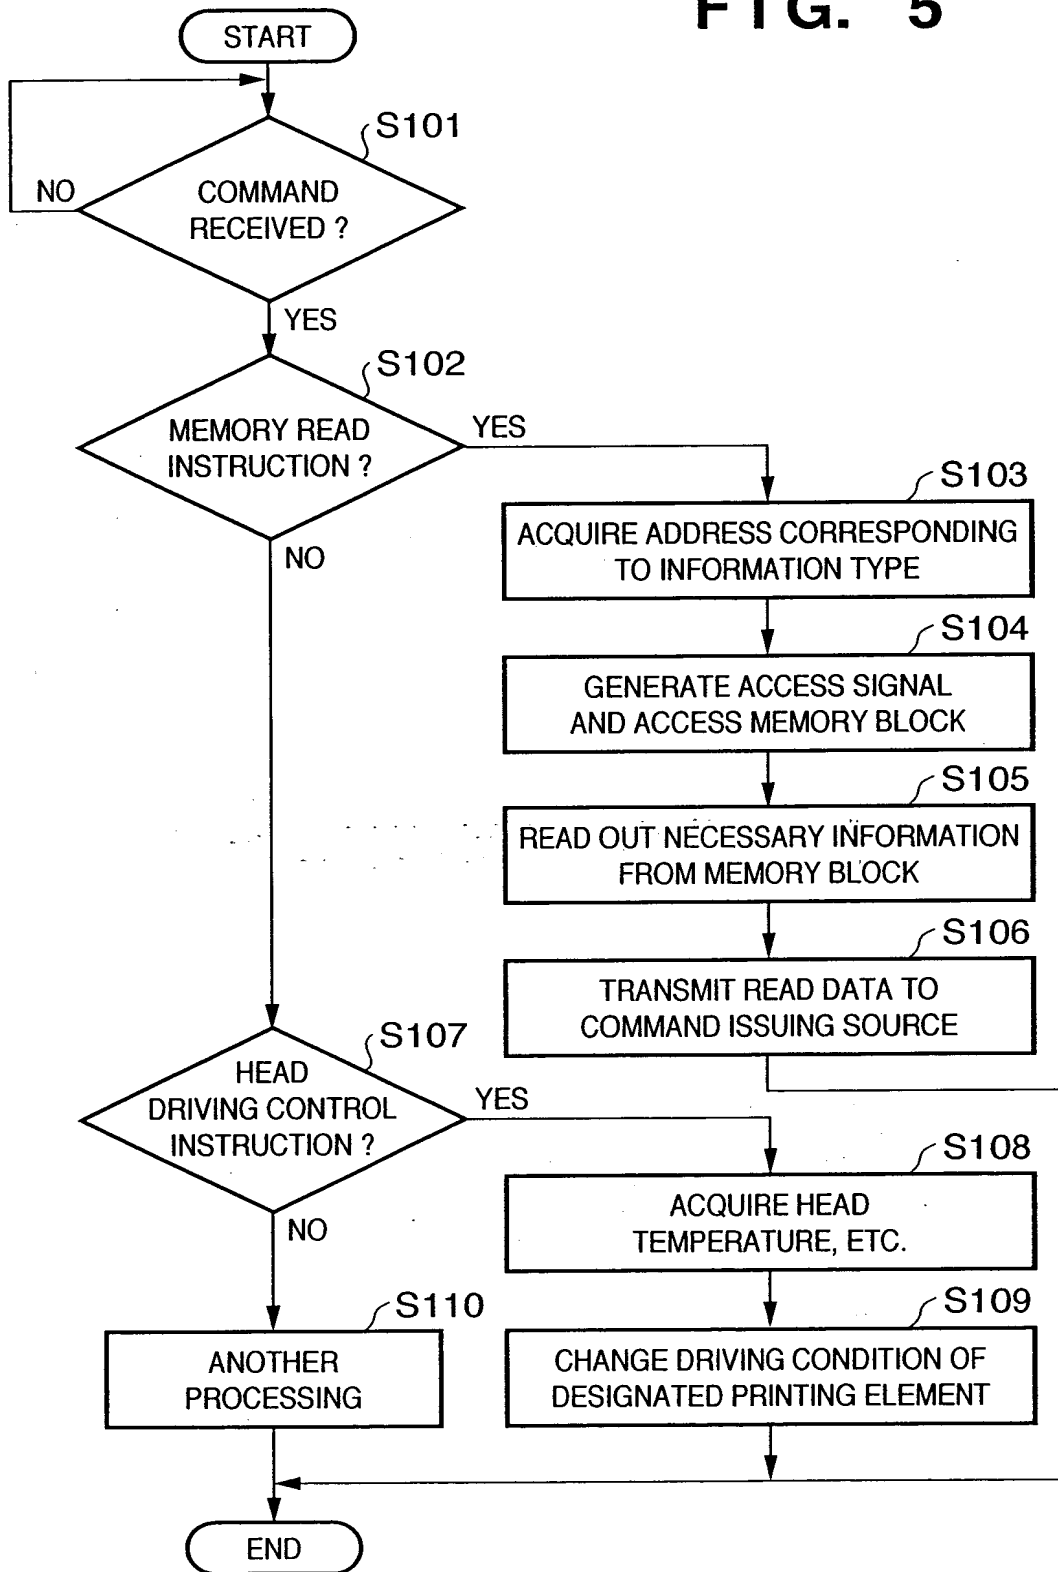 FIG. 5
START
S101
NO
COMMAND
RECEIVED ?
YES
S102
MEMORY READ
INSTRUCTION ?
YES
NO
S103
ACQUIRE ADDRESS CORRESPONDING
TO INFORMATION TYPE
S104
GENERATE ACCESS SIGNAL
AND ACCESS MEMORY BLOCK
S105
READ OUT NECESSARY INFORMATION
FROM MEMORY BLOCK
S106
TRANSMIT READ DATA TO
COMMAND ISSUING SOURCE
S107
HEAD
DRIVING CONTROL
INSTRUCTION ?
YES
NO
S108
ACQUIRE HEAD
TEMPERATURE, ETC.
S109
CHANGE DRIVING CONDITION OF
DESIGNATED PRINTING ELEMENT
S110
ANOTHER
PROCESSING
END